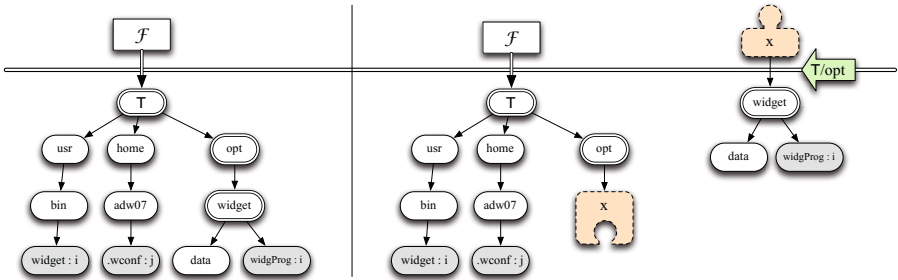 ℱ
T
usr home opt
bin adw07 widget
widget : i .wconf : j data widgProg : i
ℱ
T
usr home opt
bin adw07 x
widget : i .wconf : j
x
T/opt
widget
data widgProg : i